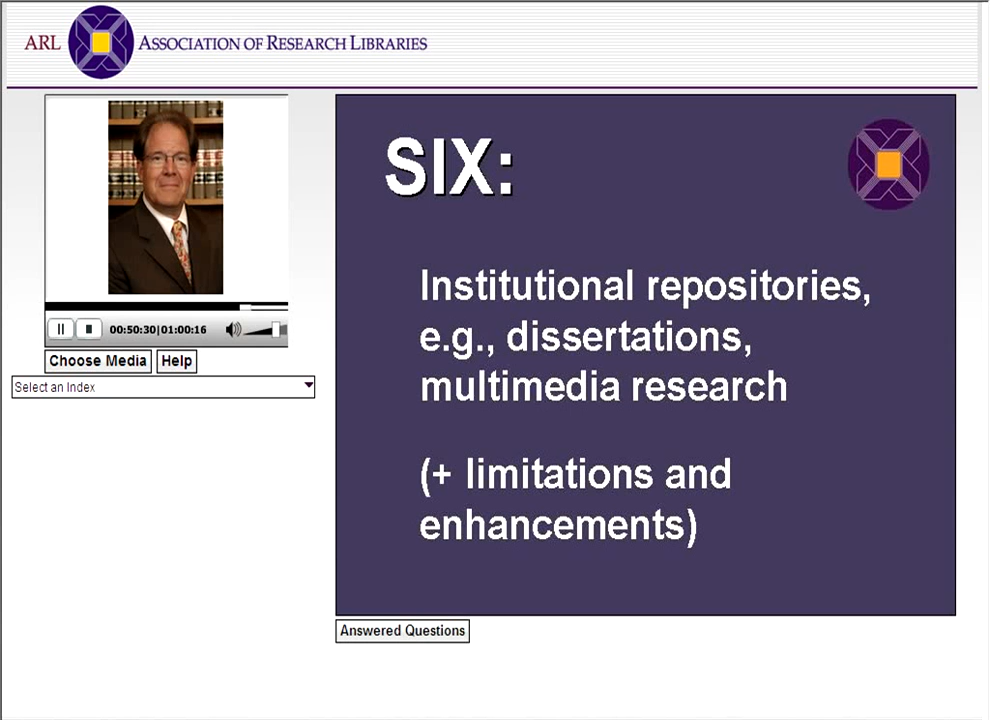 ARL ASSOCIATION OF RESEARCH LIBRARIES
00:50:30|01:00:16
Choose Media Help
Select an Index
SIX:
Institutional repositories,
e.g., dissertations,
multimedia research
(+ limitations and
enhancements)
Answered Questions